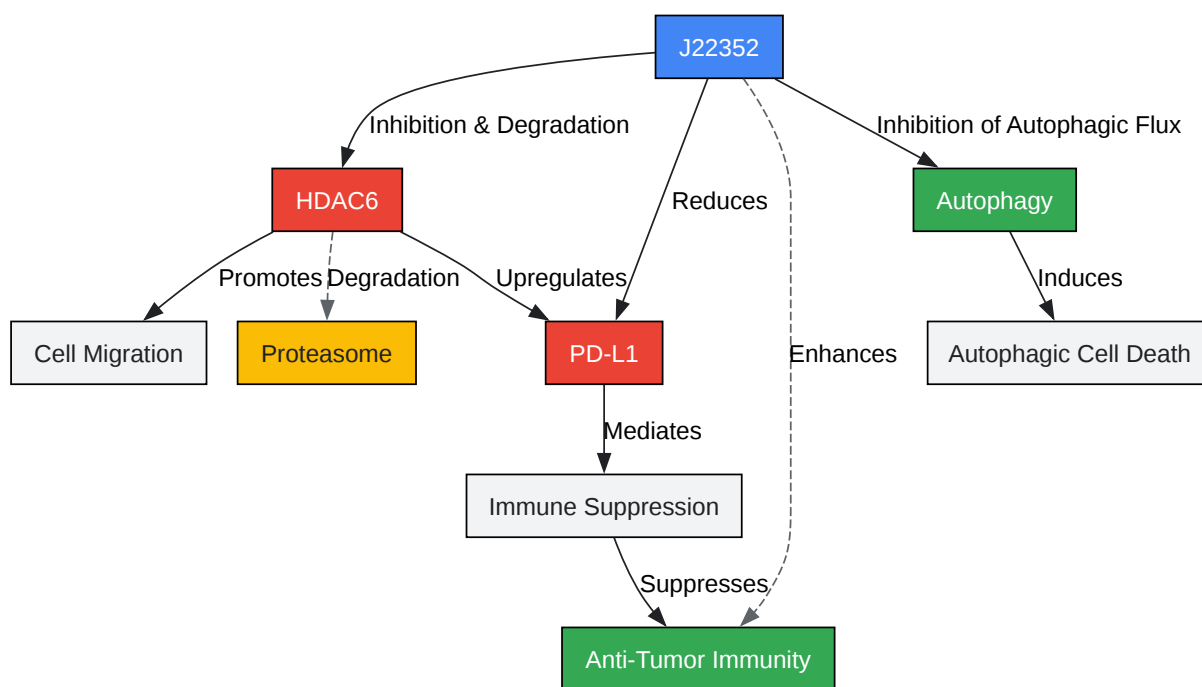 J22352
Inhibition & Degradation
Inhibition of Autophagic Flux
HDAC6
Reduces
Autophagy
Promotes
Degradation
Upregulates
Induces
Cell Migration
Proteasome
PD-L1
Enhances
Autophagic Cell Death
Mediates
Immune Suppression
Suppresses
Anti-Tumor Immunity